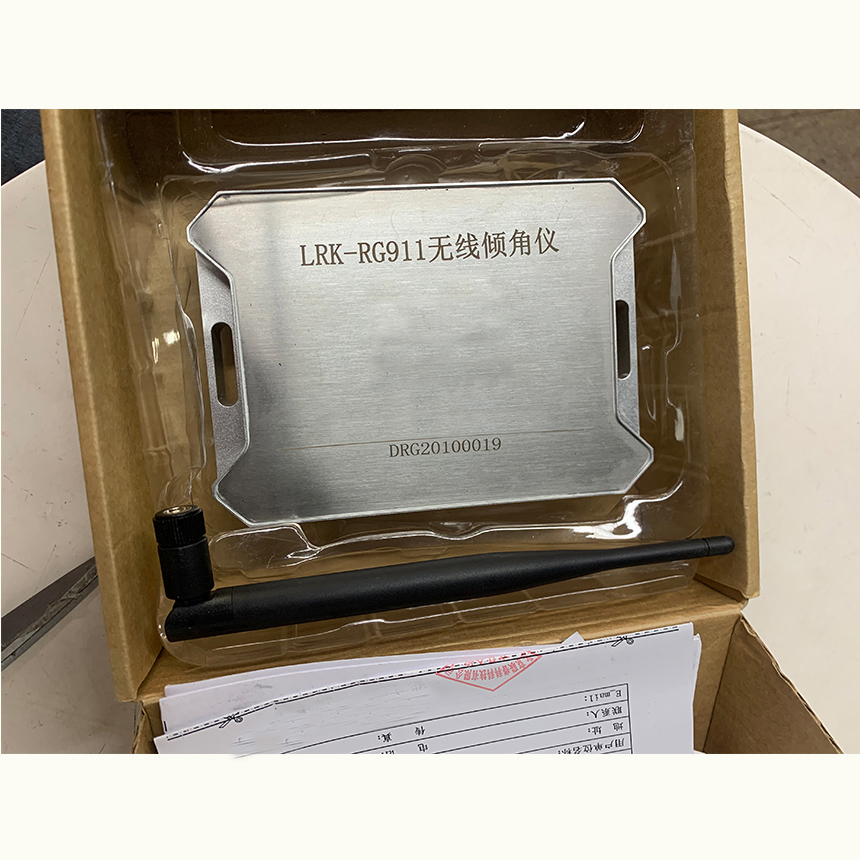 LRK-RG911无线倾角仪
DRG20100019
E_mail:
联系人:
传 真:
地 址:
电
用户单位名称: